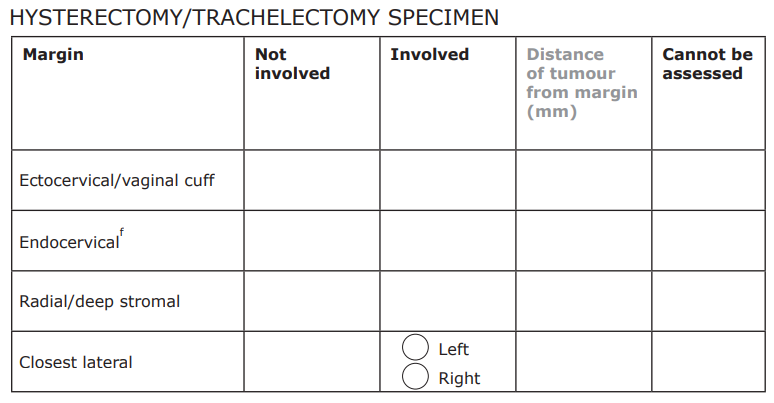 HYSTERECTOMY/TRACHELECTOMY SPECIMEN
Margin
Not
involved
Involved
Distance
of tumour
from margin
(mm)
Cannot be
assessed
Ectocervical/vaginal cuff
Endocervicalf
Radial/deep stromal
Closest lateral
Left
Right